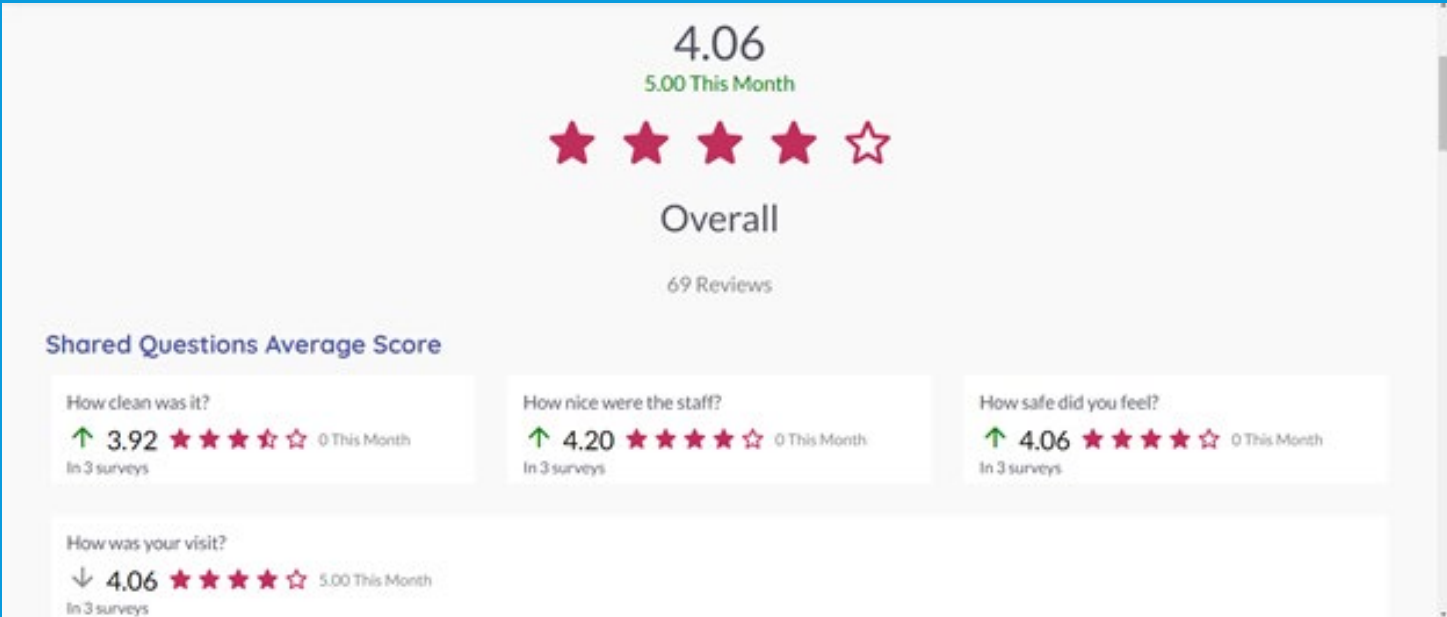 4.06
5.00 This Month
Overall
69 Reviews
Shared Questions Average Score
How clean was it?
3.92 0 This Month
In 3 surveys
How nice were the staff?
4.20 0 This Month
In 3 surveys
How safe did you feel?
4.06 0 This Month
In 3 surveys
How was your visit?
4.06 5.00 This Month
In 3 surveys